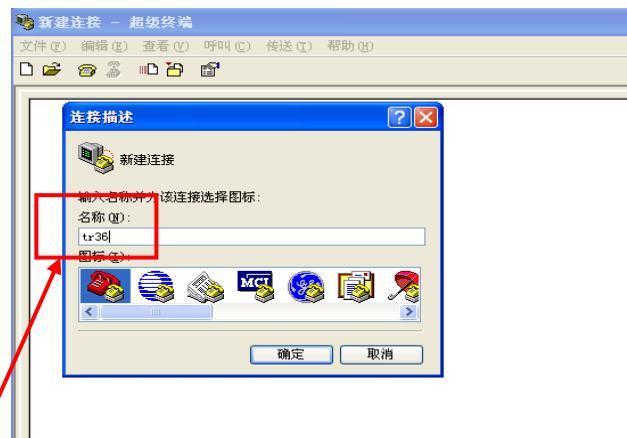 新建连接 - 超级终端
文件(F) 编辑(E) 查看(V) 呼叫(C) 传送(T) 帮助(H)
连接描述
新建连接
输入名称并为该连接选择图标:
名称(N):
tr36
图标(I):
MCI
确定 取消